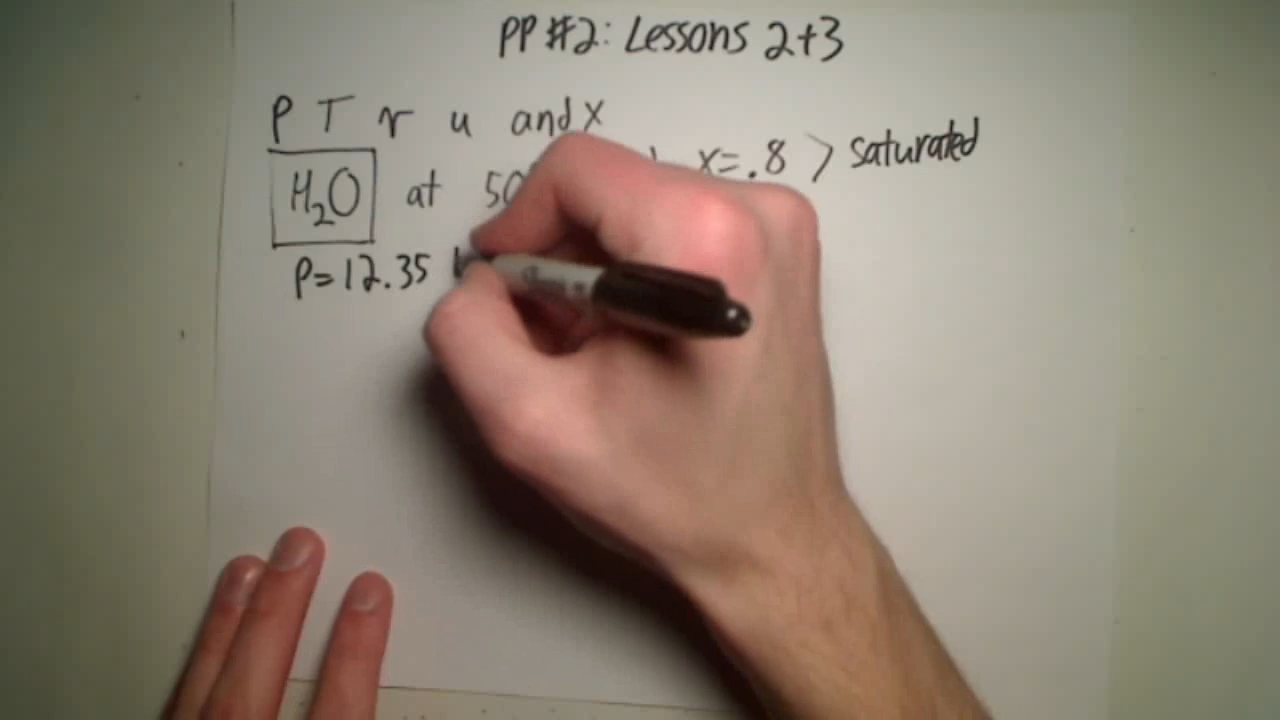 PP #2: Lessons 2+3
P T v u and X
H₂O at 50 x=.8 > saturated
P=12.35